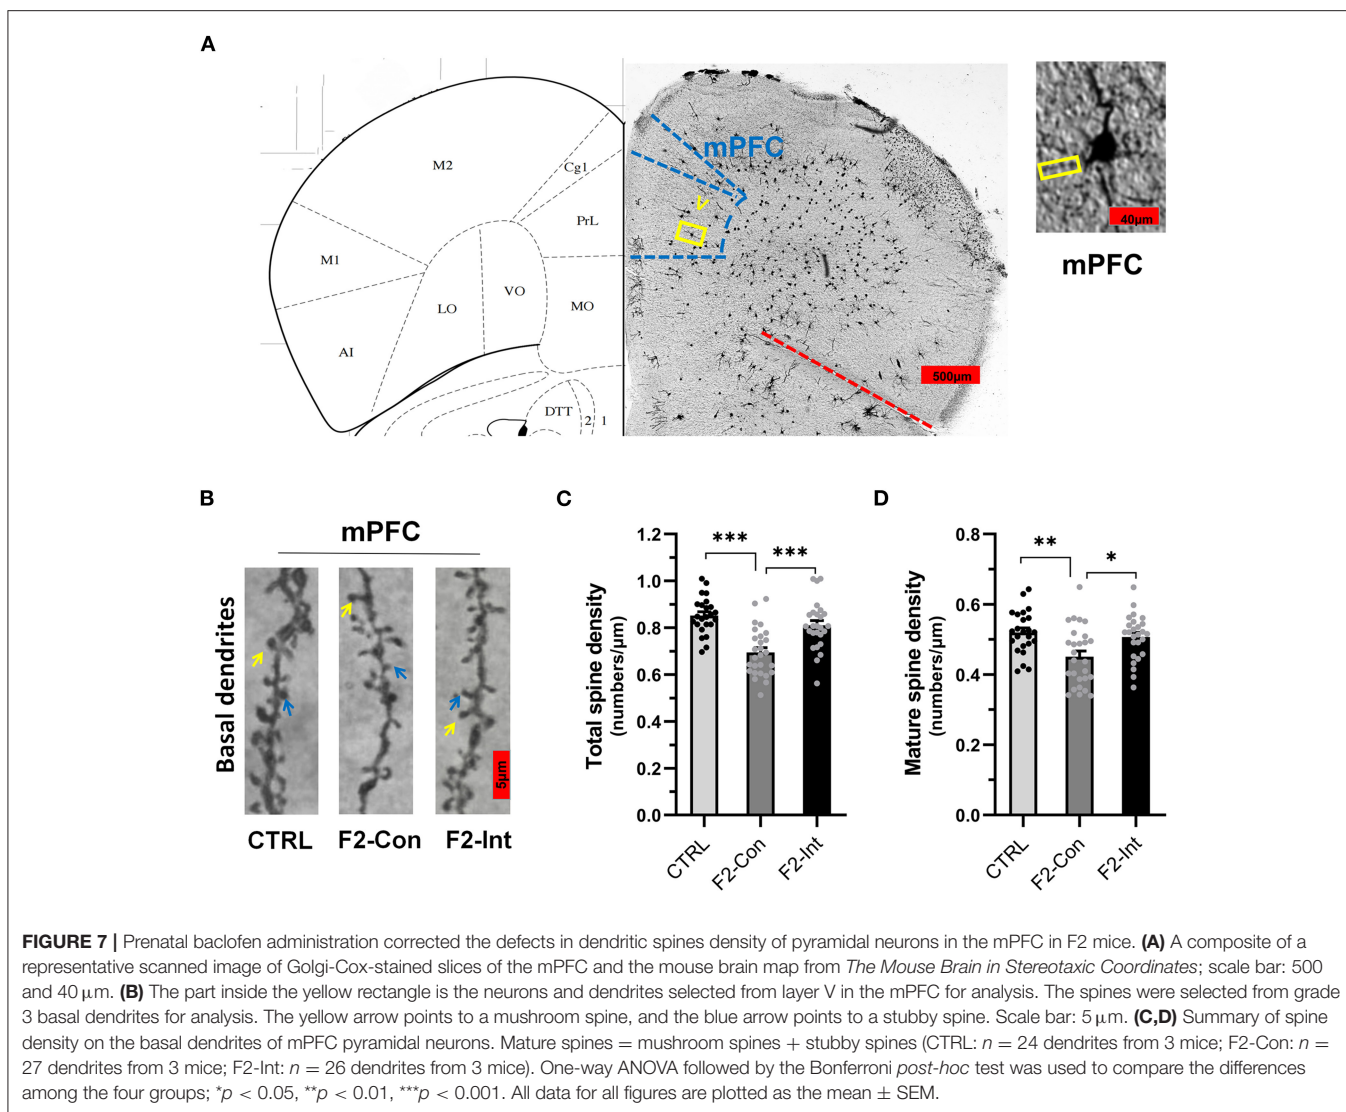 A
M2
Cg1
PrL
M1
LO
VO
MO
AI
DTT
2
1
mPFC
V
500µm
40µm
mPFC
B
mPFC
Basal dendrites
5µm
CTRL
F2-Con
F2-Int
C
Total spine density
(numbers/µm)
1.2
1.0
0.8
0.6
0.4
0.2
0.0
***
***
CTRL
F2-Con
F2-Int
D
Mature spine density
(numbers/µm)
0.8
0.6
0.4
0.2
0.0
**
*
CTRL
F2-Con
F2-Int
FIGURE 7 | Prenatal baclofen administration corrected the defects in dendritic spines density of pyramidal neurons in the mPFC in F2 mice. (A) A composite of a
representative scanned image of Golgi-Cox-stained slices of the mPFC and the mouse brain map from The Mouse Brain in Stereotaxic Coordinates; scale bar: 500
and 40 µm. (B) The part inside the yellow rectangle is the neurons and dendrites selected from layer V in the mPFC for analysis. The spines were selected from grade
3 basal dendrites for analysis. The yellow arrow points to a mushroom spine, and the blue arrow points to a stubby spine. Scale bar: 5 µm. (C,D) Summary of spine
density on the basal dendrites of mPFC pyramidal neurons. Mature spines = mushroom spines + stubby spines (CTRL: n = 24 dendrites from 3 mice; F2-Con: n =
27 dendrites from 3 mice; F2-Int: n = 26 dendrites from 3 mice). One-way ANOVA followed by the Bonferroni post-hoc test was used to compare the differences
among the four groups; *p < 0.05, **p < 0.01, ***p < 0.001. All data for all figures are plotted as the mean ± SEM.